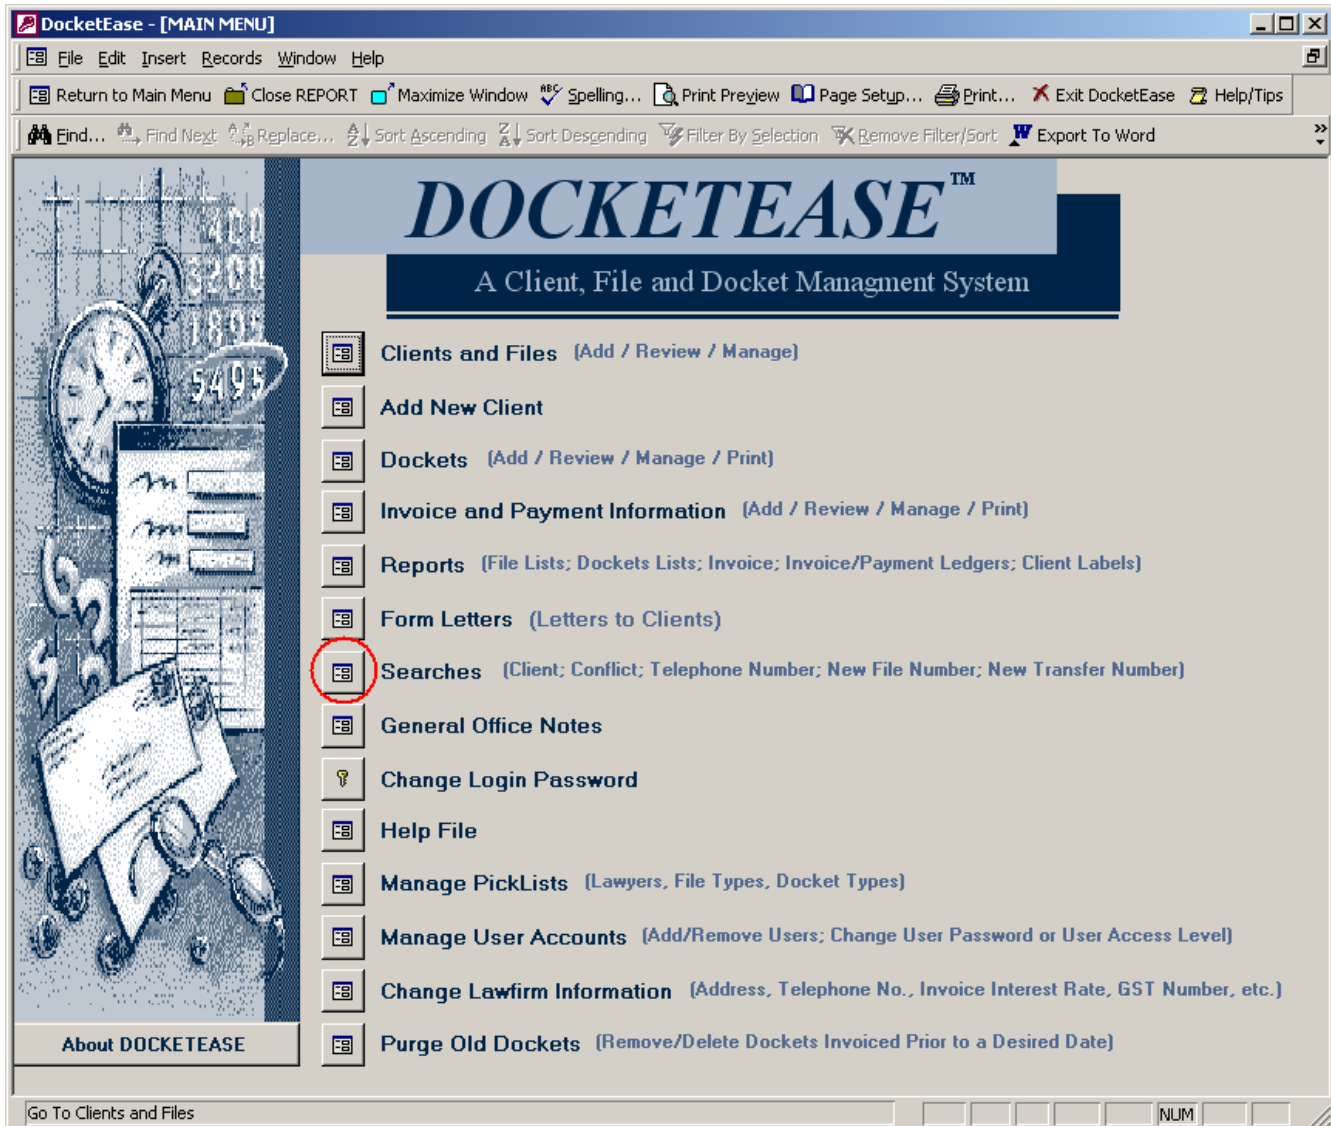 DocketEase - [MAIN MENU]
File Edit Insert Records Window Help
Return to Main Menu Close REPORT Maximize Window ABC Spelling... Print Preview Page Setup... Print... Exit DocketEase Help/Tips
Find... Find Next Replace... Sort Ascending Sort Descending Filter By Selection Remove Filter/Sort Export To Word
DOCKETEASE™
A Client, File and Docket Managment System
400
3200
1895
5495
Clients and Files (Add / Review / Manage)
Add New Client
Dockets (Add / Review / Manage / Print)
Invoice and Payment Information (Add / Review / Manage / Print)
Reports (File Lists; Dockets Lists; Invoice; Invoice/Payment Ledgers; Client Labels)
Form Letters (Letters to Clients)
Searches (Client; Conflict; Telephone Number; New File Number; New Transfer Number)
General Office Notes
Change Login Password
Help File
Manage PickLists (Lawyers, File Types, Docket Types)
Manage User Accounts (Add/Remove Users; Change User Password or User Access Level)
Change Lawfirm Information (Address, Telephone No., Invoice Interest Rate, GST Number, etc.)
About DOCKETEASE
Purge Old Dockets (Remove/Delete Dockets Invoiced Prior to a Desired Date)
Go To Clients and Files NUM